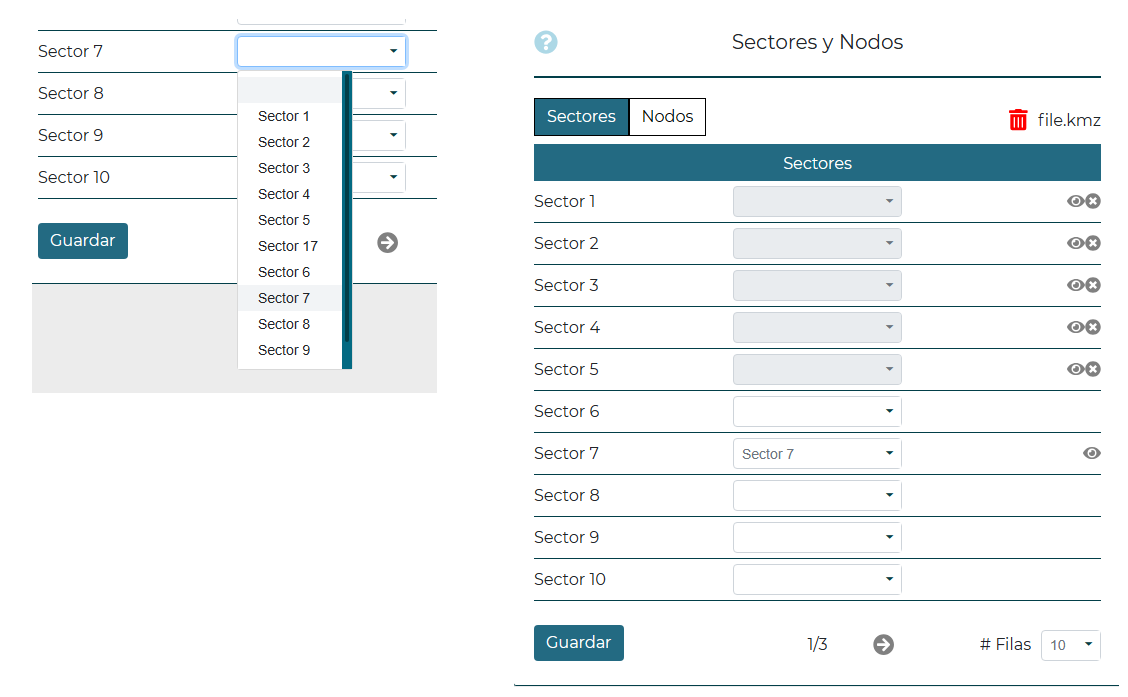 Sector 7
Sector 8
Sector 9
Sector 10
Sector 1
Sector 2
Sector 3
Sector 4
Sector 5
Sector 17
Sector 6
Sector 7
Sector 8
Sector 9
Guardar
?
Sectores y Nodos
Sectores Nodos
file.kmz
Sectores
Sector 1
Sector 2
Sector 3
Sector 4
Sector 5
Sector 6
Sector 7 Sector 7
Sector 8
Sector 9
Sector 10
Guardar 1/3 # Filas 10